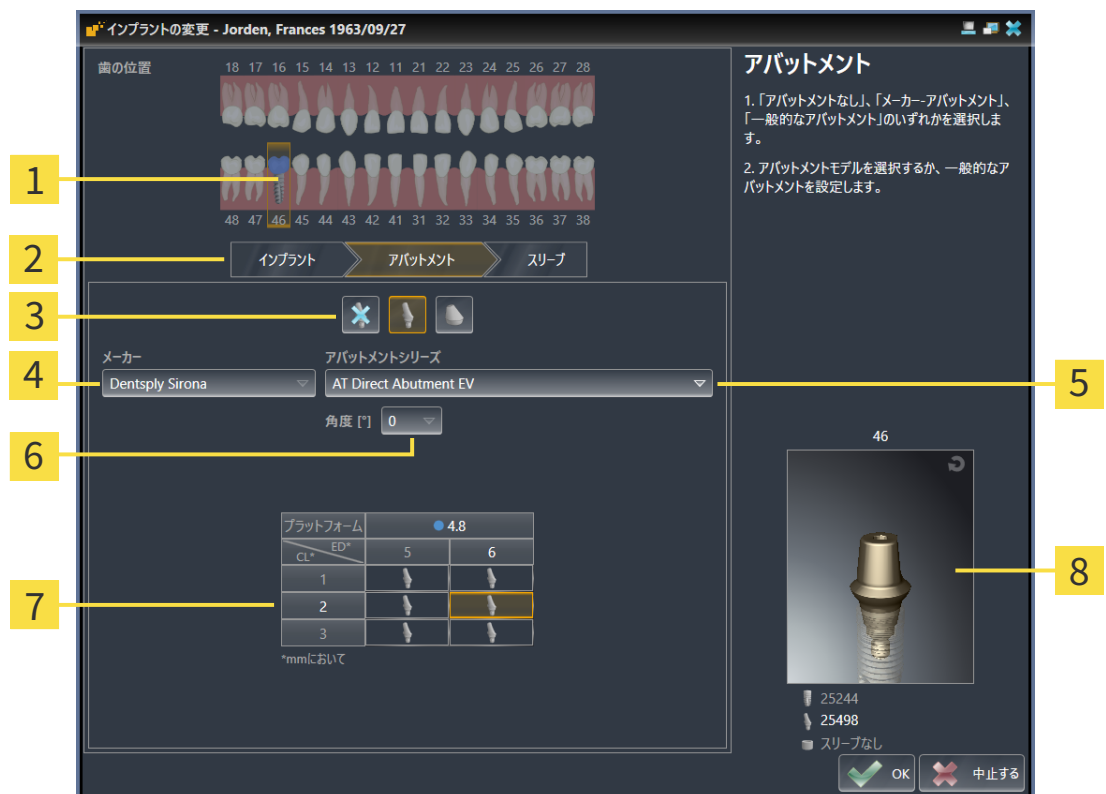 インプラントの変更 - Jorden, Frances 1963/09/27
歯の位置
18 17 16 15 14 13 12 11 21 22 23 24 25 26 27 28
48 47 46 45 44 43 42 41 31 32 33 34 35 36 37 38
1
2
インプラント アバットメント スリーブ
3
メーカー アバットメントシリーズ
4
Dentsply Sirona AT Direct Abutment EV
5
角度 [°] 0
6
プラットフォーム 4.8
CL* ED* 5 6
1
2
3
7
*mmにおいて
アバットメント
1. 「アバットメントなし」、「メーカー-アバットメント」、
「一般的なアバットメント」のいずれかを選択しま
す。
2. アバットメントモデルを選択するか、一般的なア
バットメントを設定します。
46
8
25244
25498
スリーブなし
OK 中止する